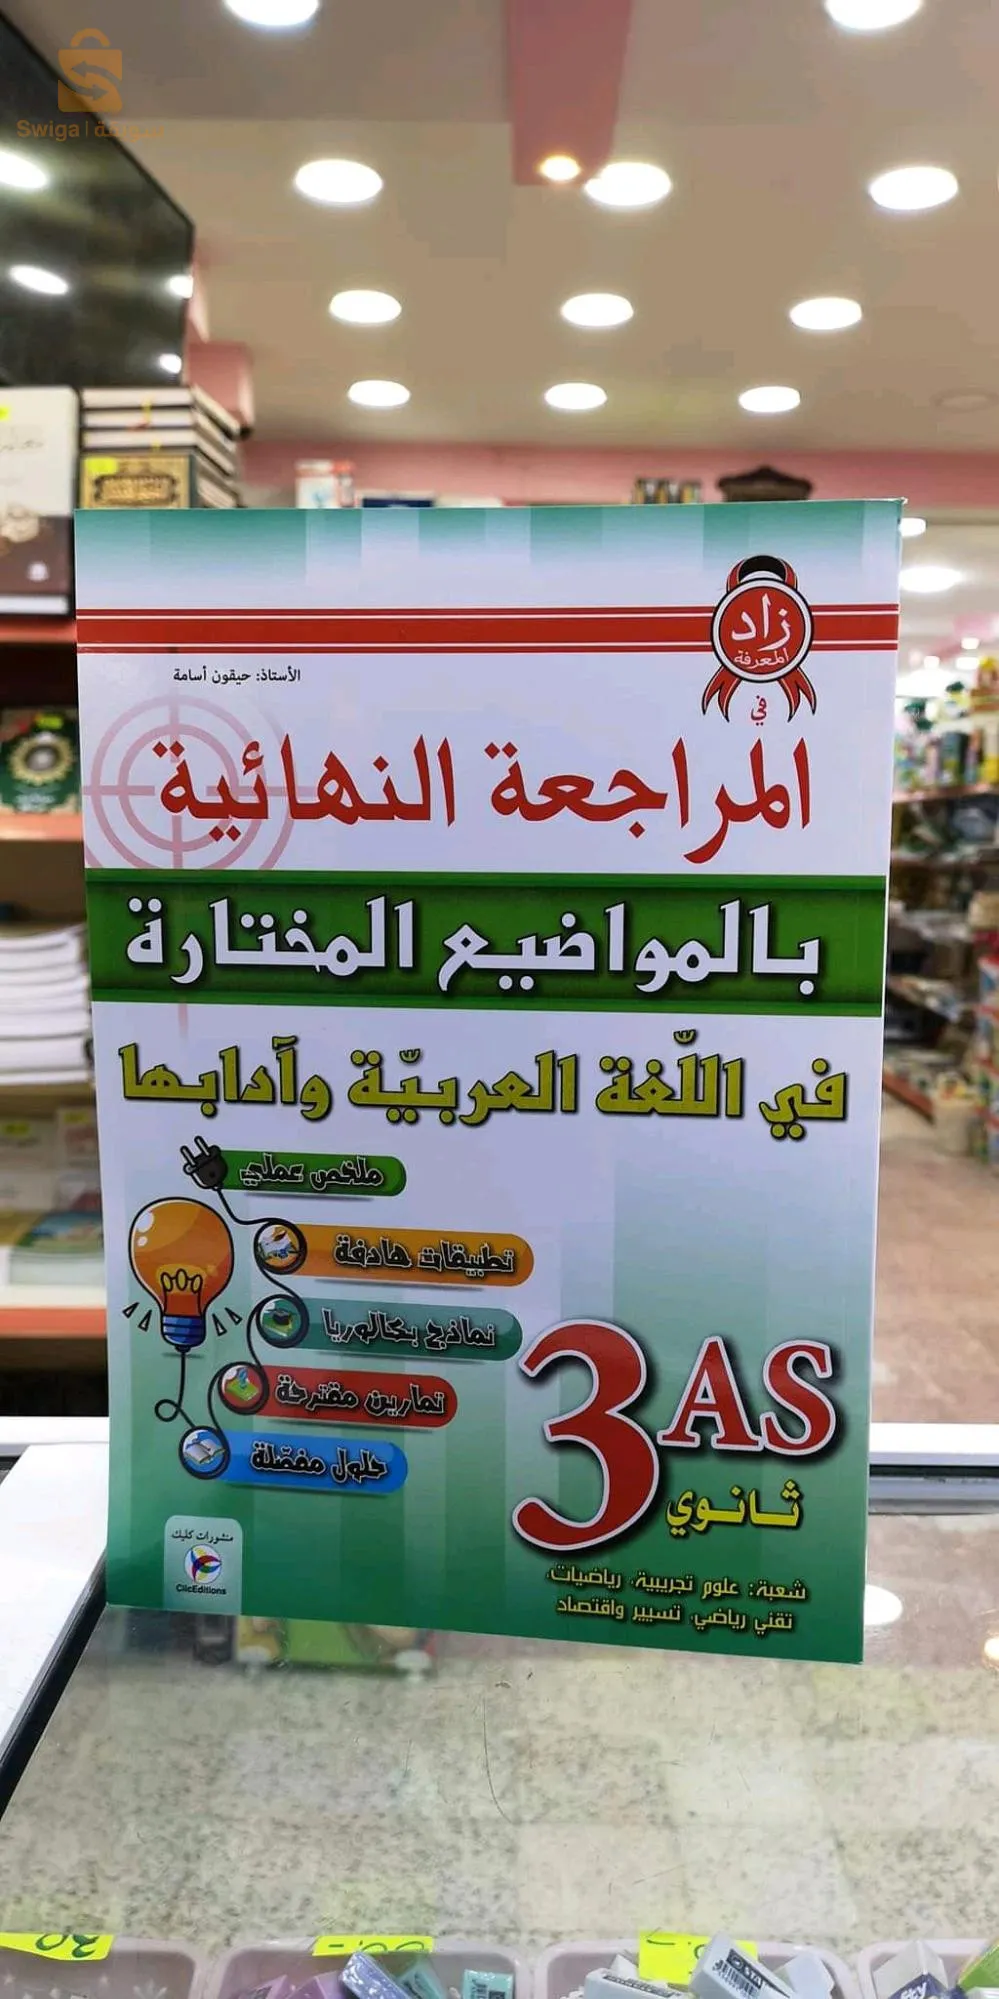 Swiga | سويقة
زاد
المعرفة
في
الأستاذ: حيقون أسامة
المراجعة النهائية
بالمواضيع المختارة
في اللّغة العربيّة وآدابها
ملخص عملي
تطبيقات هادفة
نماذج بكالوريا
تمارين مقترحة
حلول مفصّلة
3AS
ثانوي
شعبة: علوم تجريبية، رياضيات،
تقني رياضي، تسيير واقتصاد
منشورات كليك
ClicEditions